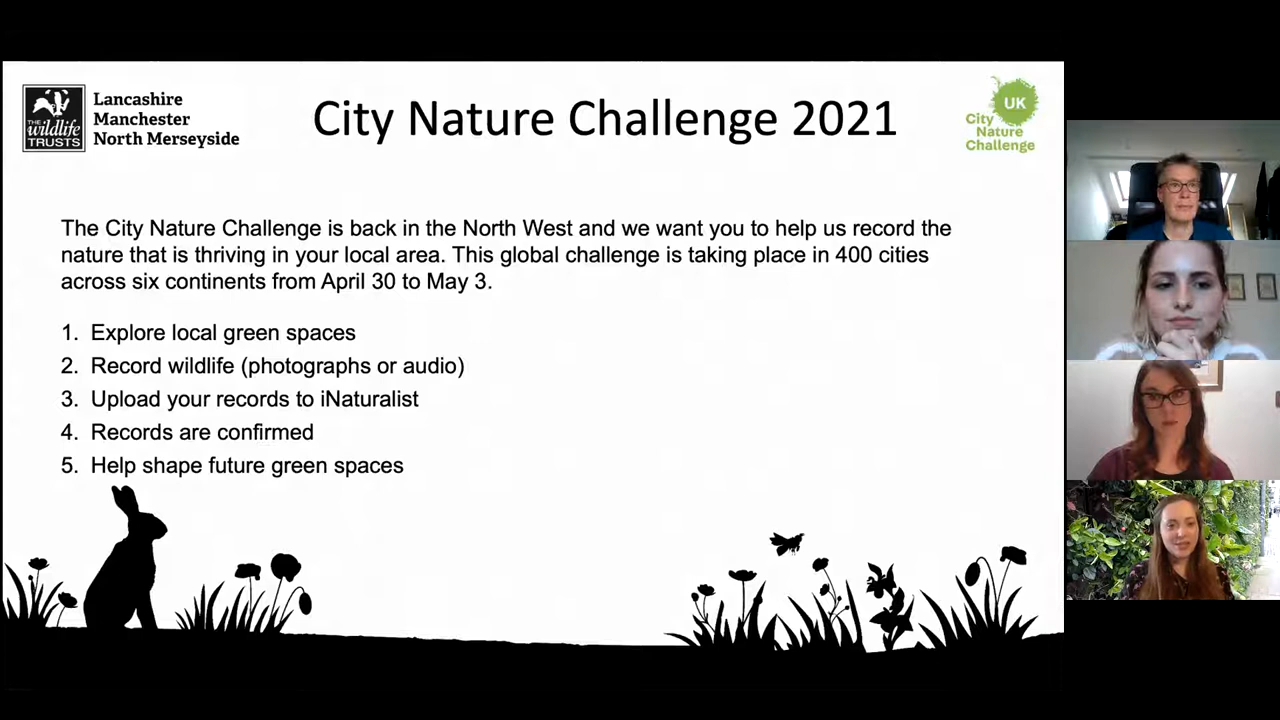 THE
wildlife
TRUSTS
Lancashire
Manchester
North Merseyside
City Nature Challenge 2021
UK
City
Nature
Challenge
The City Nature Challenge is back in the North West and we want you to help us record the
nature that is thriving in your local area. This global challenge is taking place in 400 cities
across six continents from April 30 to May 3.
1. Explore local green spaces
2. Record wildlife (photographs or audio)
3. Upload your records to iNaturalist
4. Records are confirmed
5. Help shape future green spaces